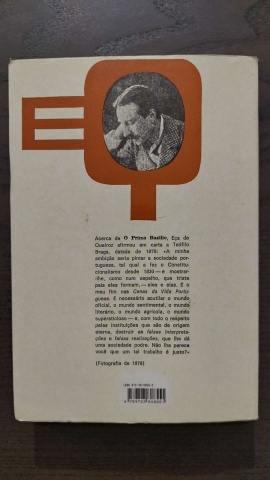 EQ
Acerca de O Primo Basílio, Eça de
Queiroz afirmou em carta a Teófilo
Braga, datada de 1878: «A minha
ambição seria pintar a sociedade por-
tuguesa, tal qual a fez o Constitu-
cionalismo desde 1830 — e mostrar-
-lhe, como num espelho, que triste
país eles formam, — eles e elas. E o
meu fim nas Cenas da Vida Portu-
guesa. É necessário acutilar o mundo
oficial, o mundo sentimental, o mundo
literário, o mundo agrícola, o mundo
supersticioso — e, com todo o respeito
pelas instituições que são de origem
eterna, destruir as falsas interpreta-
ções e falsas realizações, que lhe dá
uma sociedade podre. Não lhe parece
você que um tal trabalho é justo?»
(Fotografia de 1878)